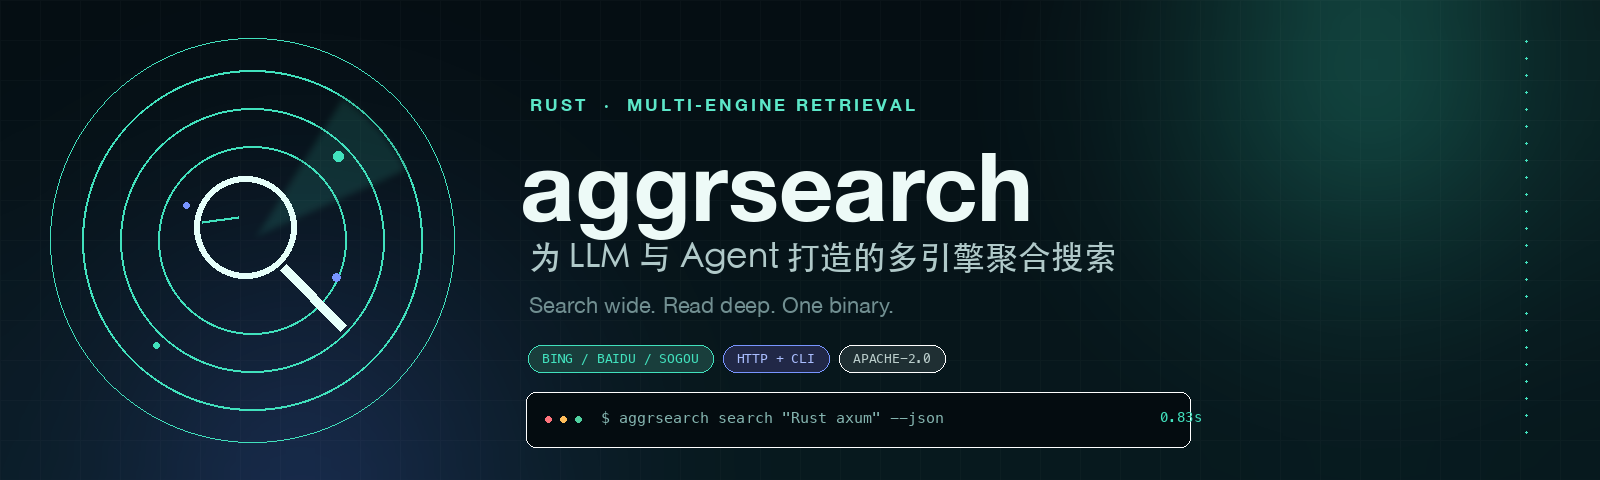 RUST · MULTI-ENGINE RETRIEVAL
aggrsearch
为 LLM 与 Agent 打造的多引擎聚合搜索
Search wide. Read deep. One binary.
BING / BAIDU / SOGOU HTTP + CLI APACHE-2.0
$ aggrsearch search "Rust axum" --json 0.83s